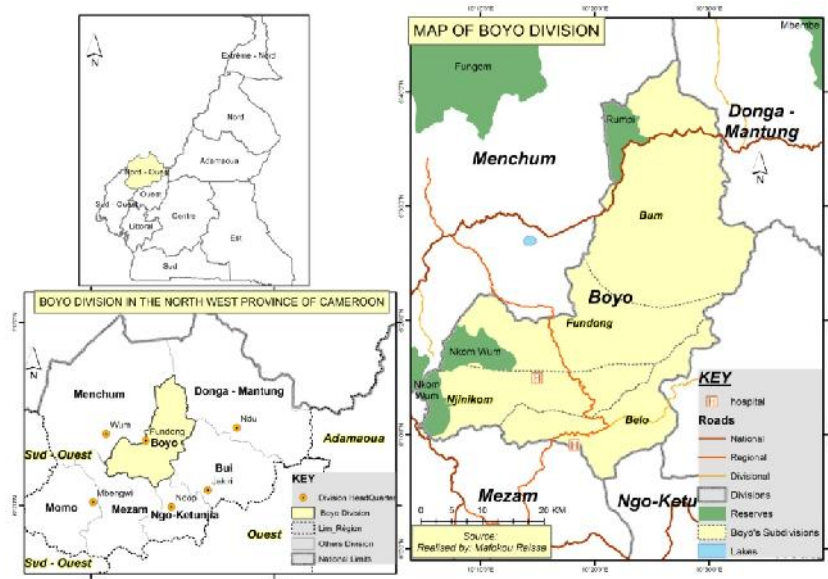 N
Extrême - Nord
Nord
Adamaoua
Nord - Ouest
Ouest
Sud - Ouest
Centre
Littoral
Est
Sud
BOYO DIVISION IN THE NORTH WEST PROVINCE OF CAMEROON
N
Menchum
Donga - Mantung
Wum
Fundong
Boyo
Ndu
Adamaoua
Sud - Ouest
Bui
Jakiri
Mbengwi
Ndop
Momo
Mezam
Ngo-Ketunjia
Ouest
Sud - Ouest
KEY
Division HeadQuarter
Boyo Division
Lim_Région
Others Division
National Limits
MAP OF BOYO DIVISION
Mbembe
Fungom
Rumpi
Donga -
Mantung
Menchum
N
Bum
Boyo
Fundong
Nkom Wum
Nkom
Wum
Njinikom
Belo
Mezam
Ngo-Ketu
0 5 10 20 KM
Source:
Realised by: Mafokou Raissa
KEY
hospital
Roads
National
Regional
Divisional
Divisions
Reserves
Boyo's Subdivisions
Lakes